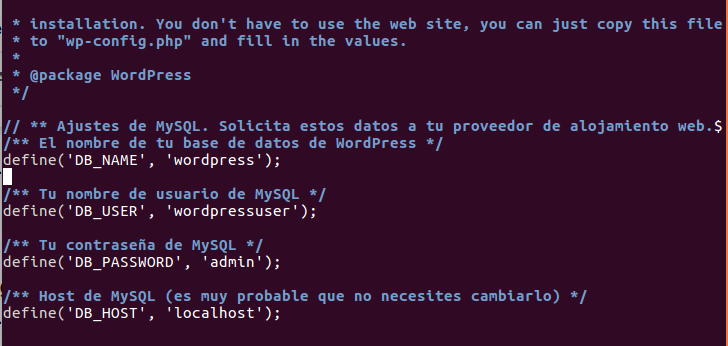 * installation. You don't have to use the web site, you can just copy this file
* to "wp-config.php" and fill in the values.
*
* @package WordPress
*/
// ** Ajustes de MySQL. Solicita estos datos a tu proveedor de alojamiento web.$
/** El nombre de tu base de datos de WordPress */
define('DB_NAME', 'wordpress');
/** Tu nombre de usuario de MySQL */
define('DB_USER', 'wordpressuser');
/** Tu contraseña de MySQL */
define('DB_PASSWORD', 'admin');
/** Host de MySQL (es muy probable que no necesites cambiarlo) */
define('DB_HOST', 'localhost');